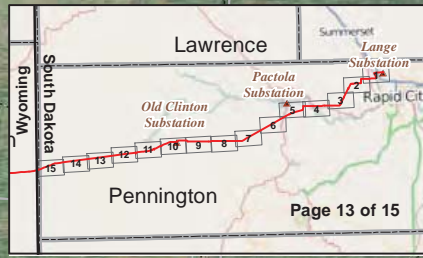 Summerset
Lawrence
Lange
Substation
Pactola
Substation
Rapid City
Old Clinton
Substation
Wyoming
South Dakota
1
2
3
4
5
6
7
8
9
10
11
12
13
14
15
Pennington
Page 13 of 15